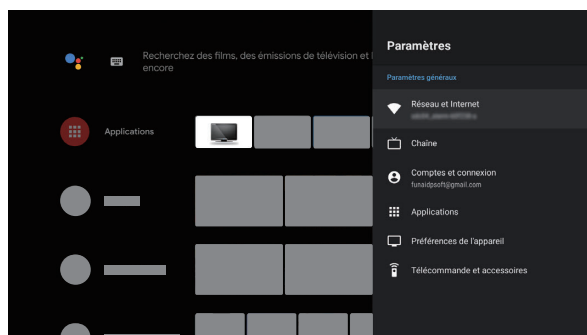 Recherchez des films, des émissions de télévision et
encore
Applications
Paramètres
Paramètres généraux
Réseau et Internet
Chaîne
Comptes et connexion
funaidpsoft@gmail.com
Applications
Préférences de l'appareil
Télécommande et accessoires